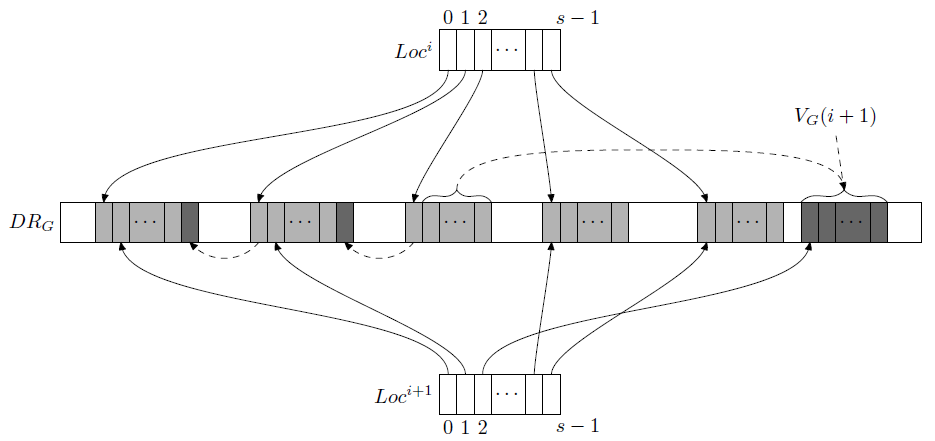 0 1 2 s − 1
Loc^i ···
V_G(i + 1)
DR_G ··· ··· ··· ··· ··· ···
Loc^{i+1} ···
0 1 2 s − 1